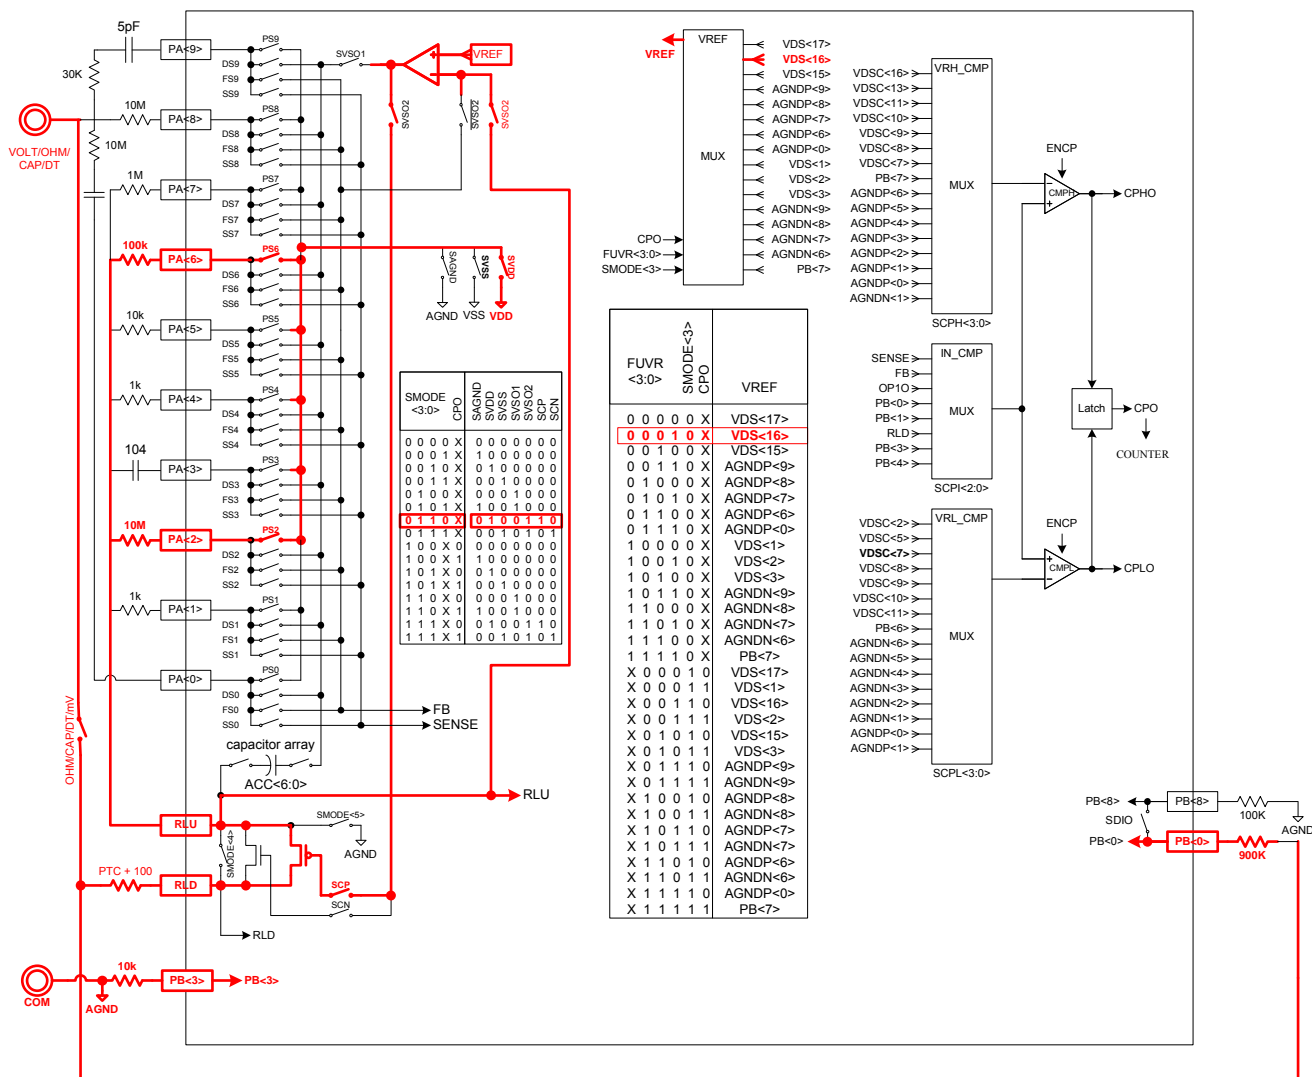 5pF
30K
10M
10M
VOLT/OHM/
CAP/DT
1M
100k
10k
1k
104
10M
1k
OHM/CAP/DT/mV
PTC + 100
10k
COM
AGND
PA<9>
PS9
DS9
FS9
SS9
PA<8>
PS8
DS8
FS8
SS8
PA<7>
PS7
DS7
FS7
SS7
PA<6>
PS6
DS6
FS6
SS6
PA<5>
PS5
DS5
FS5
SS5
PA<4>
PS4
DS4
FS4
SS4
PA<3>
PS3
DS3
FS3
SS3
PA<2>
PS2
DS2
FS2
SS2
PA<1>
PS1
DS1
FS1
SS1
PA<0>
PS0
DS0
FS0
SS0
FB
SENSE
capacitor array
ACC<6:0>
RLU
RLU
SMODE<5>
AGND
SMODE<4>
RLD
SCP
SCN
RLD
PB<3>
PB<3>
SVSO1
VREF
SVSO2
SVSO2
SVSO2
SAGND
SVSS
SVDD
AGND
VSS
VDD
SMODE
<3:0>
CPO
SAGND
SVDD
SVSS
SVSO1
SVSO2
SCP
SCN
0 0 0 0 X 0 0 0 0 0 0 0
0 0 0 1 X 1 0 0 0 0 0 0
0 0 1 0 X 0 1 0 0 0 0 0
0 0 1 1 X 0 0 1 0 0 0 0
0 1 0 0 X 0 0 0 1 0 0 0
0 1 0 1 X 1 0 0 1 0 0 0
0 1 1 0 X 0 1 0 0 1 1 0
0 1 1 1 X 0 0 1 0 1 0 1
1 0 0 X 0 0 0 0 0 0 0 0
1 0 0 X 1 1 0 0 0 0 0 0
1 0 1 X 0 0 1 0 0 0 0 0
1 0 1 X 1 0 0 1 0 0 0 0
1 1 0 X 0 0 0 0 1 0 0 0
1 1 0 X 1 1 0 0 1 0 0 0
1 1 1 X 0 0 1 0 0 1 1 0
1 1 1 X 1 0 0 1 0 1 0 1
VREF
VREF
MUX
VDS<17>
VDS<16>
VDS<15>
AGNDP<9>
AGNDP<8>
AGNDP<7>
AGNDP<6>
AGNDP<0>
VDS<1>
VDS<2>
VDS<3>
AGNDN<9>
AGNDN<8>
AGNDN<7>
AGNDN<6>
PB<7>
CPO
FUVR<3:0>
SMODE<3>
FUVR
<3:0>
SMODE<3>
CPO
VREF
0 0 0 0 0 X VDS<17>
0 0 0 1 0 X VDS<16>
0 0 1 0 0 X VDS<15>
0 0 1 1 0 X AGNDP<9>
0 1 0 0 0 X AGNDP<8>
0 1 0 1 0 X AGNDP<7>
0 1 1 0 0 X AGNDP<6>
0 1 1 1 0 X AGNDP<0>
1 0 0 0 0 X VDS<1>
1 0 0 1 0 X VDS<2>
1 0 1 0 0 X VDS<3>
1 0 1 1 0 X AGNDN<9>
1 1 0 0 0 X AGNDN<8>
1 1 0 1 0 X AGNDN<7>
1 1 1 0 0 X AGNDN<6>
1 1 1 1 0 X PB<7>
X 0 0 0 1 0 VDS<17>
X 0 0 0 1 1 VDS<1>
X 0 0 1 1 0 VDS<16>
X 0 0 1 1 1 VDS<2>
X 0 1 0 1 0 VDS<15>
X 0 1 0 1 1 VDS<3>
X 0 1 1 1 0 AGNDP<9>
X 0 1 1 1 1 AGNDN<9>
X 1 0 0 1 0 AGNDP<8>
X 1 0 0 1 1 AGNDN<8>
X 1 0 1 1 0 AGNDP<7>
X 1 0 1 1 1 AGNDN<7>
X 1 1 0 1 0 AGNDP<6>
X 1 1 0 1 1 AGNDN<6>
X 1 1 1 1 0 AGNDP<0>
X 1 1 1 1 1 PB<7>
VRH_CMP
MUX
VDSC<16>
VDSC<13>
VDSC<11>
VDSC<10>
VDSC<9>
VDSC<8>
VDSC<7>
PB<7>
AGNDP<6>
AGNDP<5>
AGNDP<4>
AGNDP<3>
AGNDP<2>
AGNDP<1>
AGNDP<0>
AGNDN<1>
SCPH<3:0>
ENCP
CMPH
CPHO
IN_CMP
MUX
SENSE
FB
OP1O
PB<0>
PB<1>
RLD
PB<3>
PB<4>
SCPI<2:0>
Latch
CPO
COUNTER
VRL_CMP
MUX
VDSC<2>
VDSC<5>
VDSC<7>
VDSC<8>
VDSC<9>
VDSC<10>
VDSC<11>
PB<6>
AGNDN<6>
AGNDN<5>
AGNDN<4>
AGNDN<3>
AGNDN<2>
AGNDN<1>
AGNDP<0>
AGNDP<1>
SCPL<3:0>
ENCP
CMPL
CPLO
PB<8>
PB<8>
100K
AGND
SDIO
PB<0>
PB<0>
900K